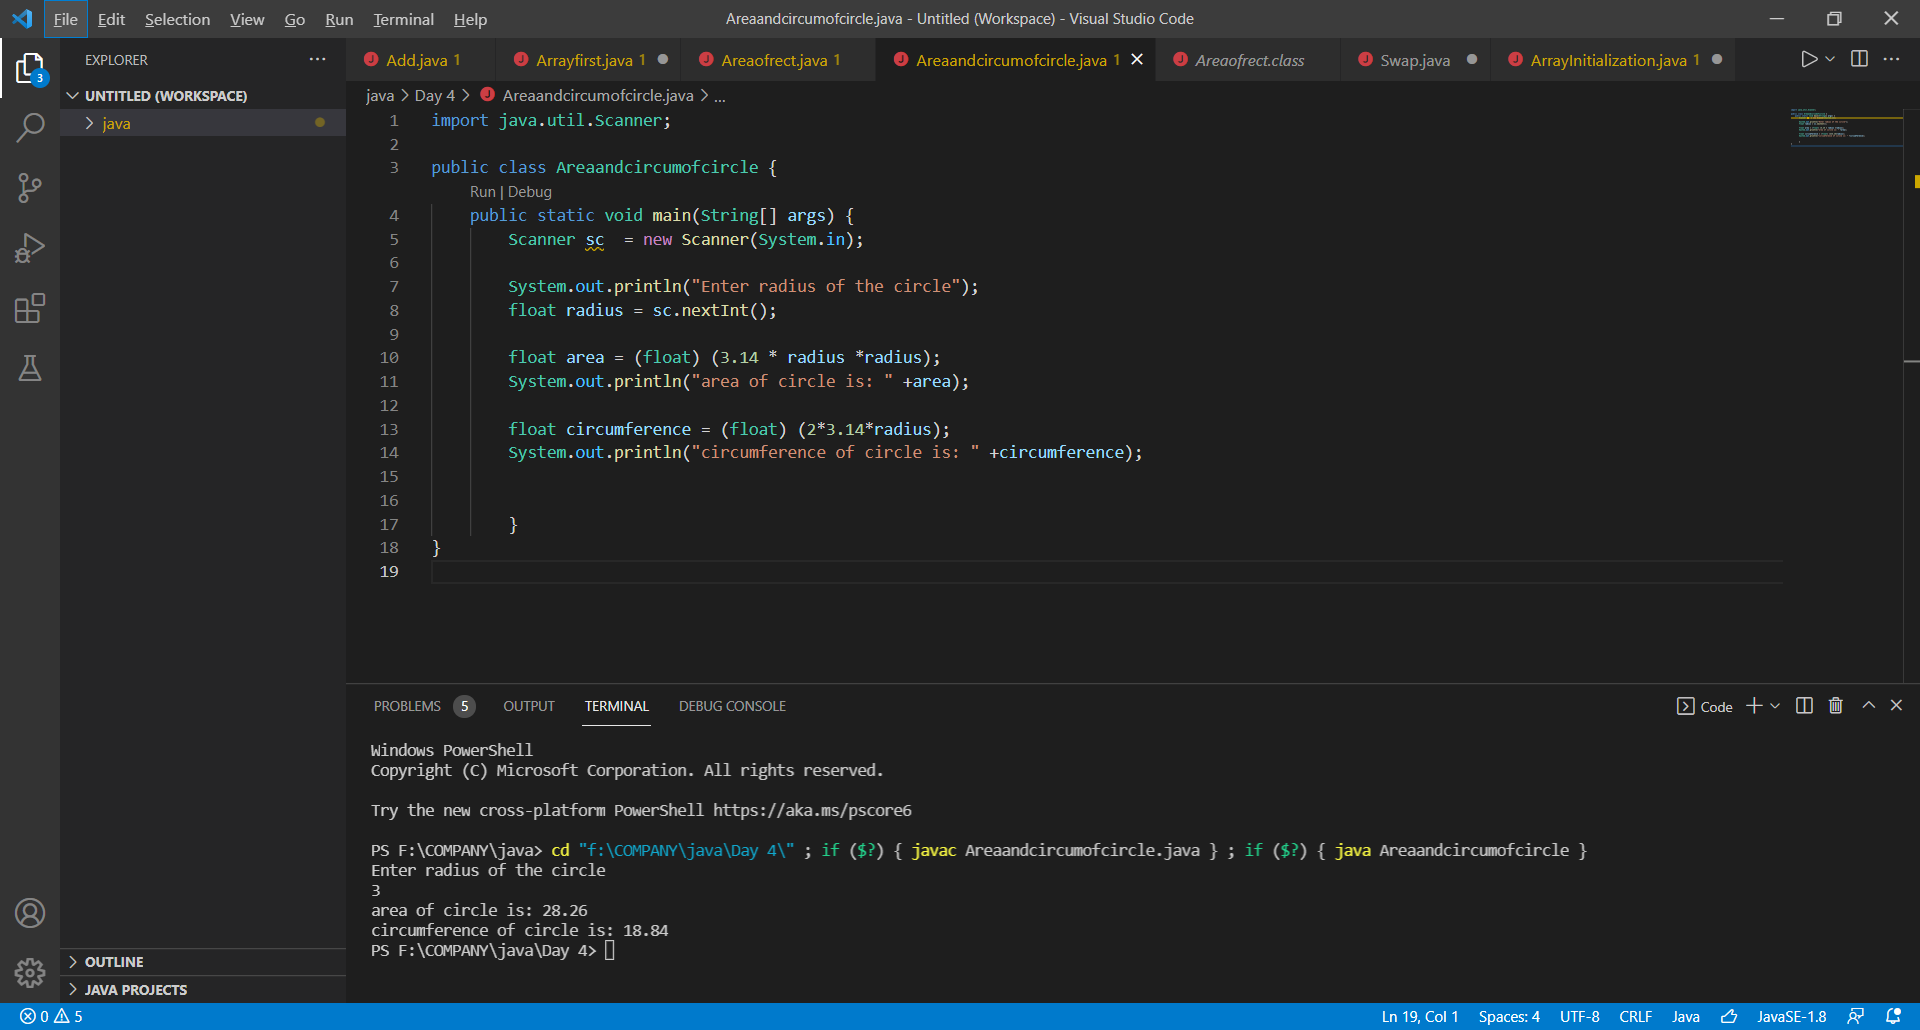 File Edit Selection View Go Run Terminal Help
Areaandcircumofcircle.java - Untitled (Workspace) - Visual Studio Code
EXPLORER
3
UNTITLED (WORKSPACE)
java
Add.java 1
Arrayfirst.java 1
Areaofrect.java 1
Areaandcircumofcircle.java 1
Areaofrect.class
Swap.java
ArrayInitialization.java 1
java > Day 4 > Areaandcircumofcircle.java > ...
1 import java.util.Scanner;
2
3 public class Areaandcircumofcircle {
Run | Debug
4 public static void main(String[] args) {
5 Scanner sc  = new Scanner(System.in);
6
7 System.out.println("Enter radius of the circle");
8 float radius = sc.nextInt();
9
10 float area = (float) (3.14 * radius *radius);
11 System.out.println("area of circle is: " +area);
12
13 float circumference = (float) (2*3.14*radius);
14 System.out.println("circumference of circle is: " +circumference);
15
16
17 }
18 }
19
PROBLEMS 5 OUTPUT TERMINAL DEBUG CONSOLE
Code
Windows PowerShell
Copyright (C) Microsoft Corporation. All rights reserved.
Try the new cross-platform PowerShell https://aka.ms/pscore6
PS F:\COMPANY\java> cd "f:\COMPANY\java\Day 4\" ; if ($?) { javac Areaandcircumofcircle.java } ; if ($?) { java Areaandcircumofcircle }
Enter radius of the circle
3
area of circle is: 28.26
circumference of circle is: 18.84
PS F:\COMPANY\java\Day 4>
OUTLINE
JAVA PROJECTS
0 5
Ln 19, Col 1 Spaces: 4 UTF-8 CRLF Java JavaSE-1.8